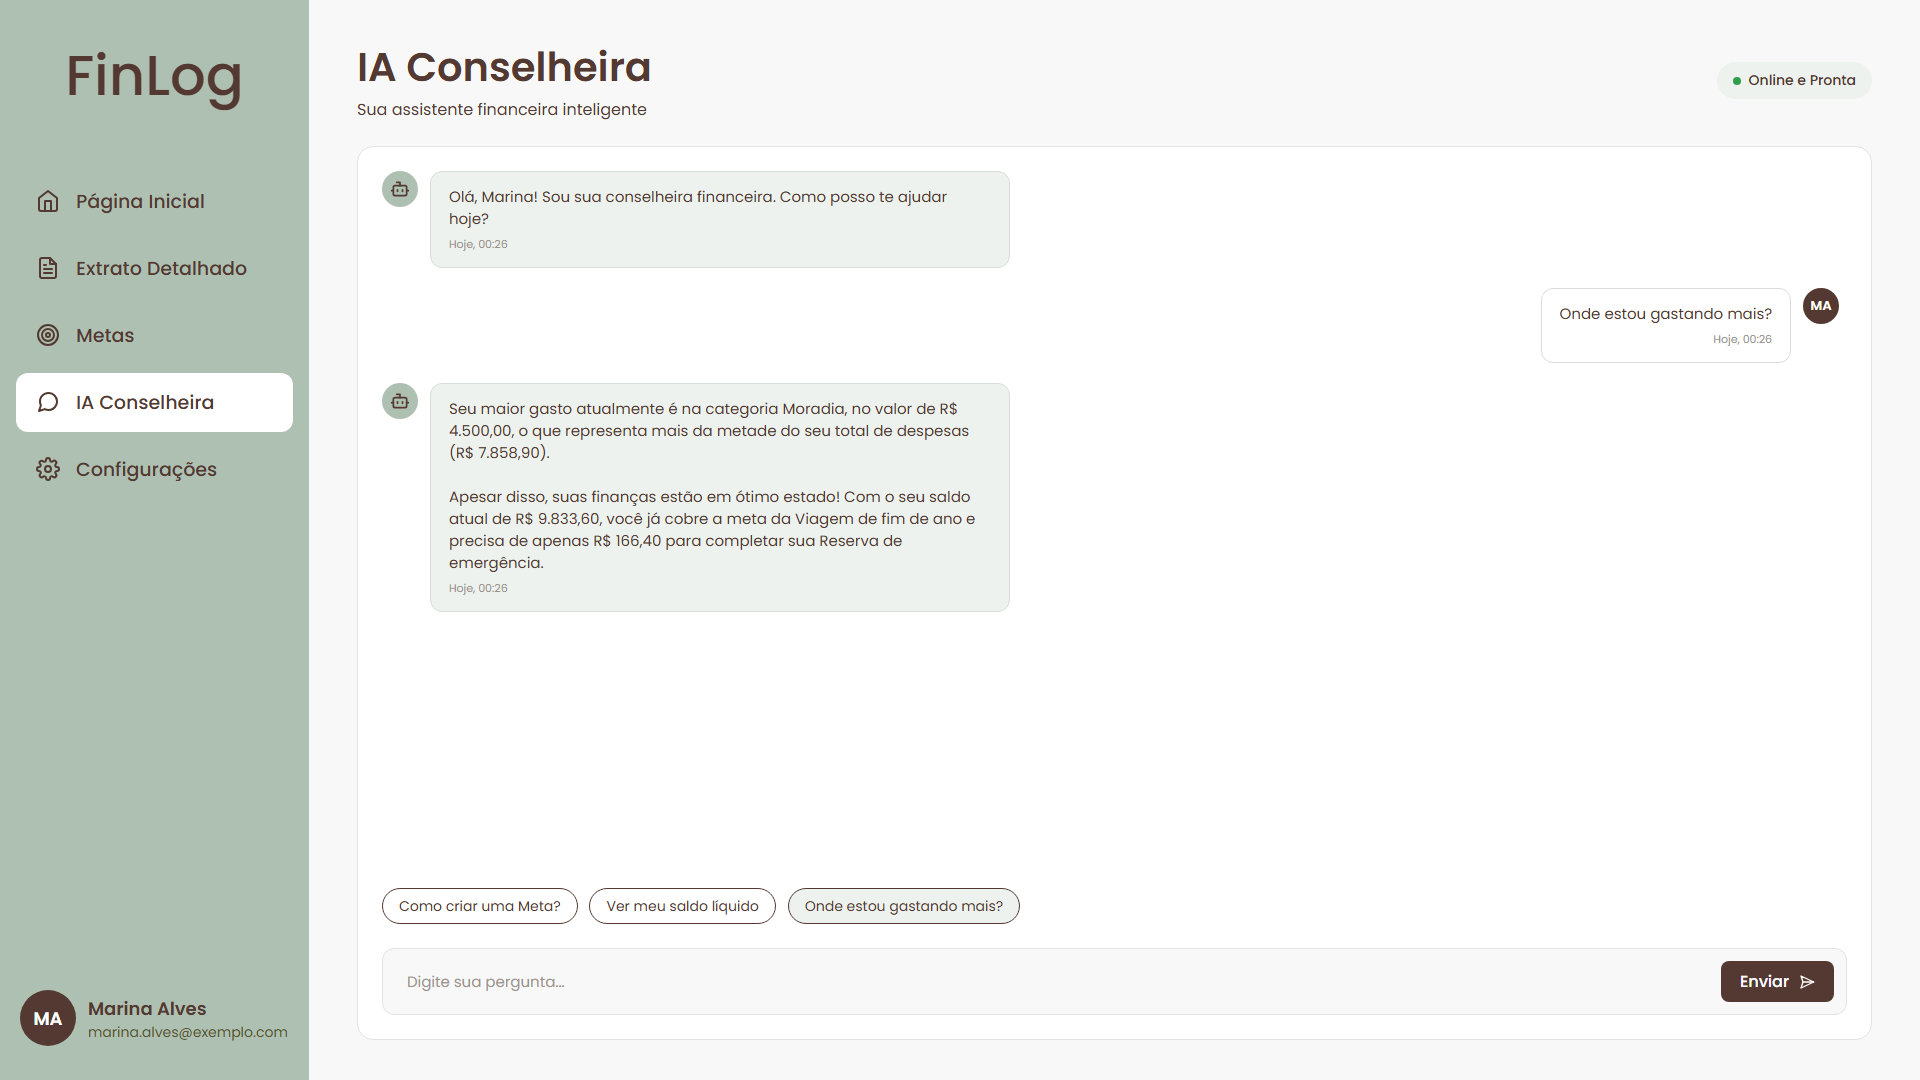 FinLog
Página Inicial
Extrato Detalhado
Metas
IA Conselheira
Configurações
MA
Marina Alves
marina.alves@exemplo.com
IA Conselheira
Sua assistente financeira inteligente
Online e Pronta
Olá, Marina! Sou sua conselheira financeira. Como posso te ajudar
hoje?
Hoje, 00:26
Onde estou gastando mais?
Hoje, 00:26
MA
Seu maior gasto atualmente é na categoria Moradia, no valor de R$
4.500,00, o que representa mais da metade do seu total de despesas
(R$ 7.858,90).
Apesar disso, suas finanças estão em ótimo estado! Com o seu saldo
atual de R$ 9.833,60, você já cobre a meta da Viagem de fim de ano e
precisa de apenas R$ 166,40 para completar sua Reserva de
emergência.
Hoje, 00:26
Como criar uma Meta?
Ver meu saldo líquido
Onde estou gastando mais?
Digite sua pergunta...
Enviar